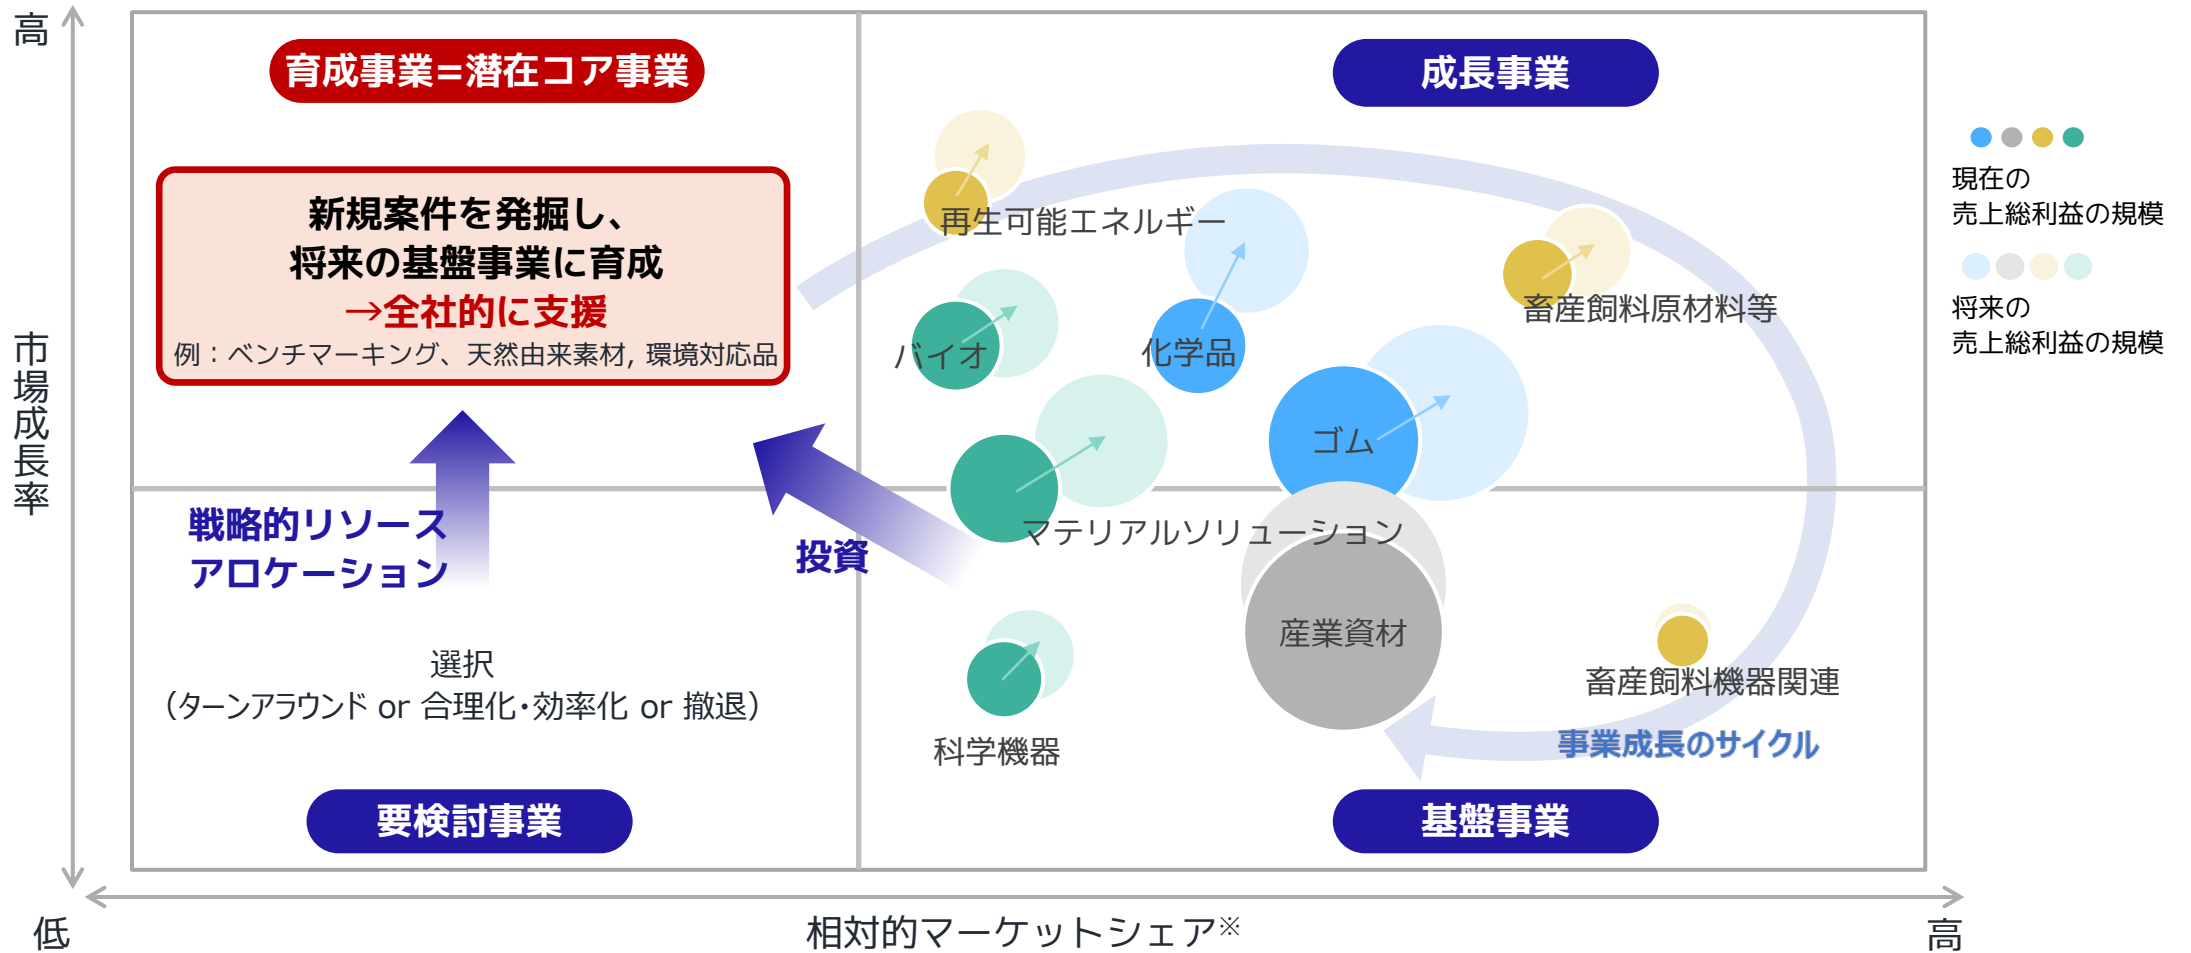 高
市場成長率
低
育成事業=潜在コア事業
新規案件を発掘し、
将来の基盤事業に育成
→全社的に支援
例：ベンチマーキング、天然由来素材, 環境対応品
成長事業
再生可能エネルギー
畜産飼料原材料等
バイオ
化学品
ゴム
マテリアルソリューション
戦略的リソース
アロケーション
投資
選択
（ターンアラウンド or 合理化・効率化 or 撤退）
要検討事業
産業資材
畜産飼料機器関連
科学機器
事業成長のサイクル
基盤事業
相対的マーケットシェア※
高
現在の
売上総利益の規模
将来の
売上総利益の規模